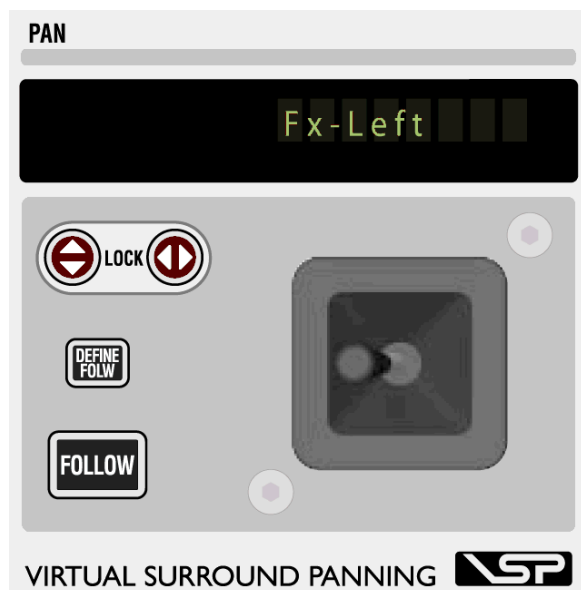 PAN
Fx-Left
LOCK
DEFINE
FOLW
FOLLOW
VIRTUAL SURROUND PANNING VSP